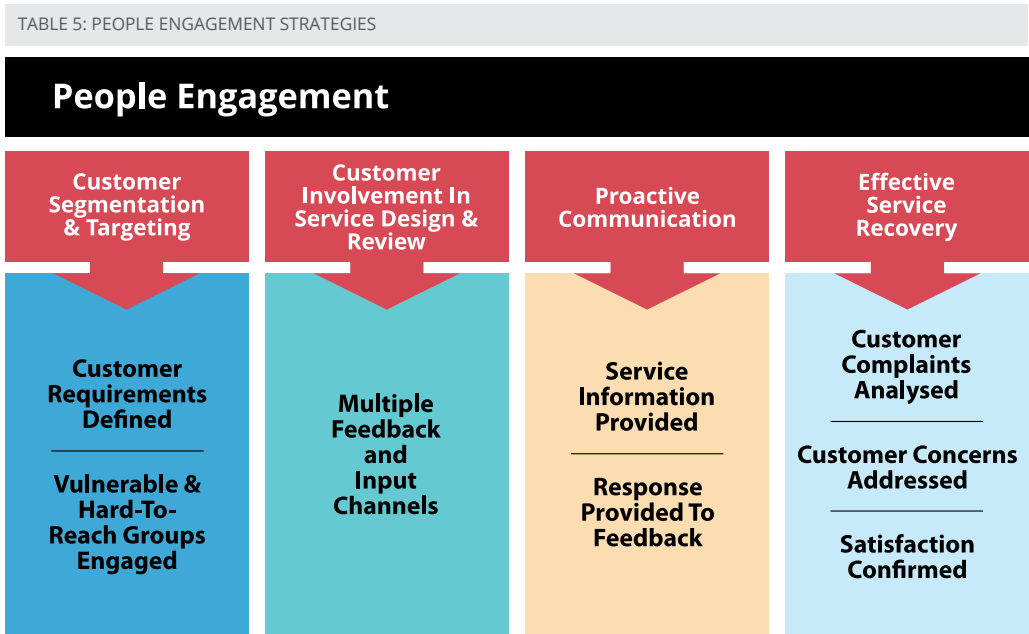 TABLE 5: PEOPLE ENGAGEMENT STRATEGIES
People Engagement
Customer
Segmentation
& Targeting
Customer
Involvement In
Service Design &
Review
Proactive
Communication
Effective
Service
Recovery
Customer
Requirements
Defined
Vulnerable &
Hard-To-
Reach Groups
Engaged
Multiple
Feedback
and
Input
Channels
Service
Information
Provided
Response
Provided To
Feedback
Customer
Complaints
Analysed
Customer Concerns
Addressed
Satisfaction
Confirmed